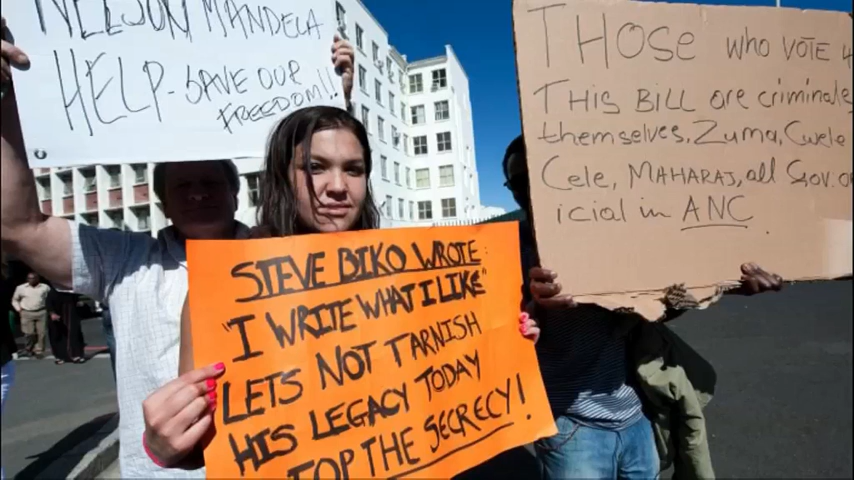 NELSON MANDELA
HELP-SAVE OUR
FREEDOM!!
THOSE WHO VOTE 4
THIS BILL are criminals
themselves, ZUMA, Cwele
Cele, MAHARAJ, all Gov. o
icial in ANC.
STEVE BIKO WROTE:
"I WRITE WHAT I LIKE"
LETS NOT TARNISH
HIS LEGACY TODAY
TOP THE SECRECY!